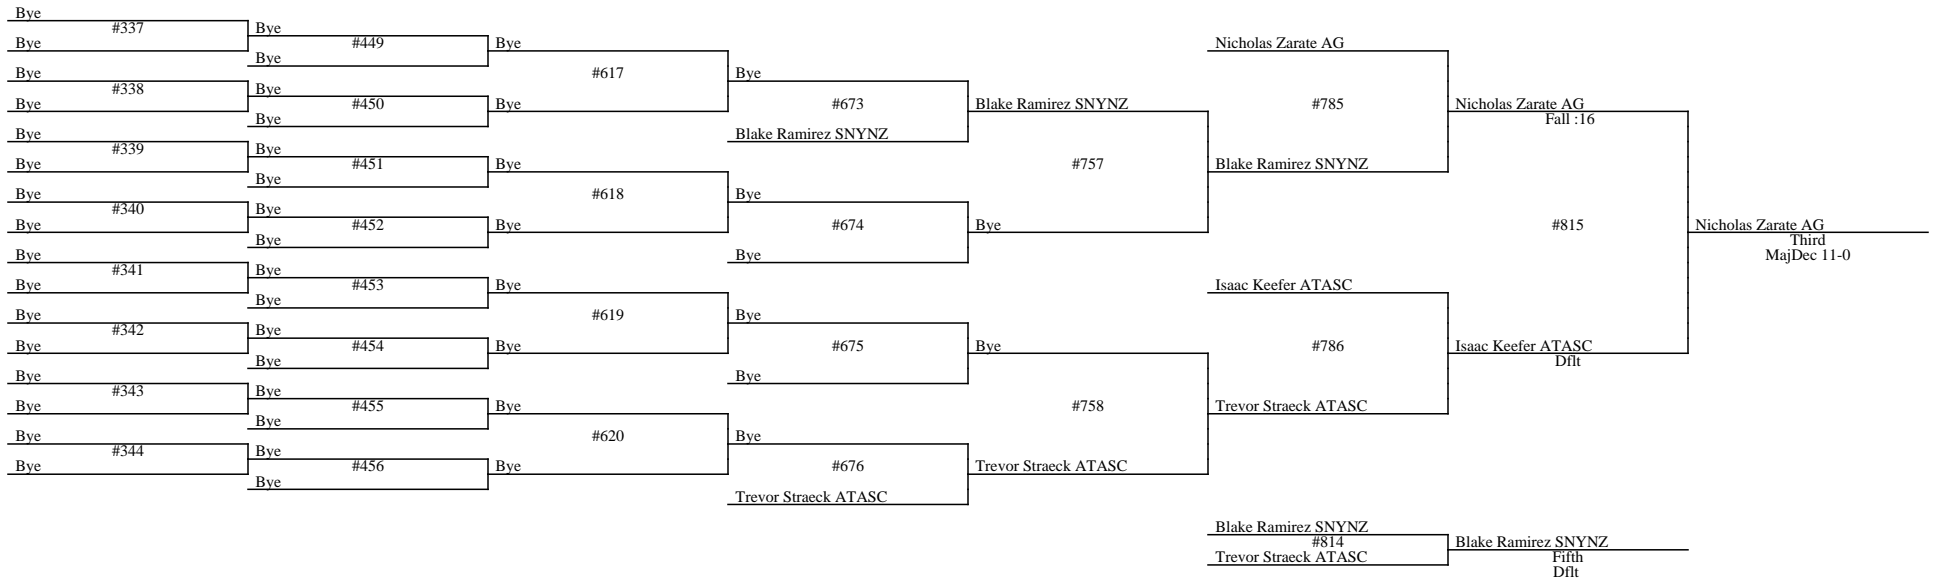 Bye
#337
Bye
Bye
#338
Bye
Bye
#339
Bye
Bye
#340
Bye
Bye
#341
Bye
Bye
#342
Bye
Bye
#343
Bye
Bye
#344
Bye
Bye
#449
Bye
Bye
#450
Bye
Bye
#451
Bye
Bye
#452
Bye
Bye
#453
Bye
Bye
#454
Bye
Bye
#455
Bye
Bye
#456
Bye
Bye
#617
Bye
Bye
#618
Bye
Bye
#619
Bye
Bye
#620
Bye
Bye
#673
Blake Ramirez SNYNZ
Bye
#674
Bye
Bye
#675
Bye
Bye
#676
Trevor Straeck ATASC
Blake Ramirez SNYNZ
#757
Bye
Bye
#758
Trevor Straeck ATASC
Nicholas Zarate AG
#785
Blake Ramirez SNYNZ
Isaac Keefer ATASC
#786
Trevor Straeck ATASC
Blake Ramirez SNYNZ
#814
Trevor Straeck ATASC
Nicholas Zarate AG
Fall :16
#815
Isaac Keefer ATASC
Dflt
Blake Ramirez SNYNZ
Fifth
Dflt
Nicholas Zarate AG
Third
MajDec 11-0